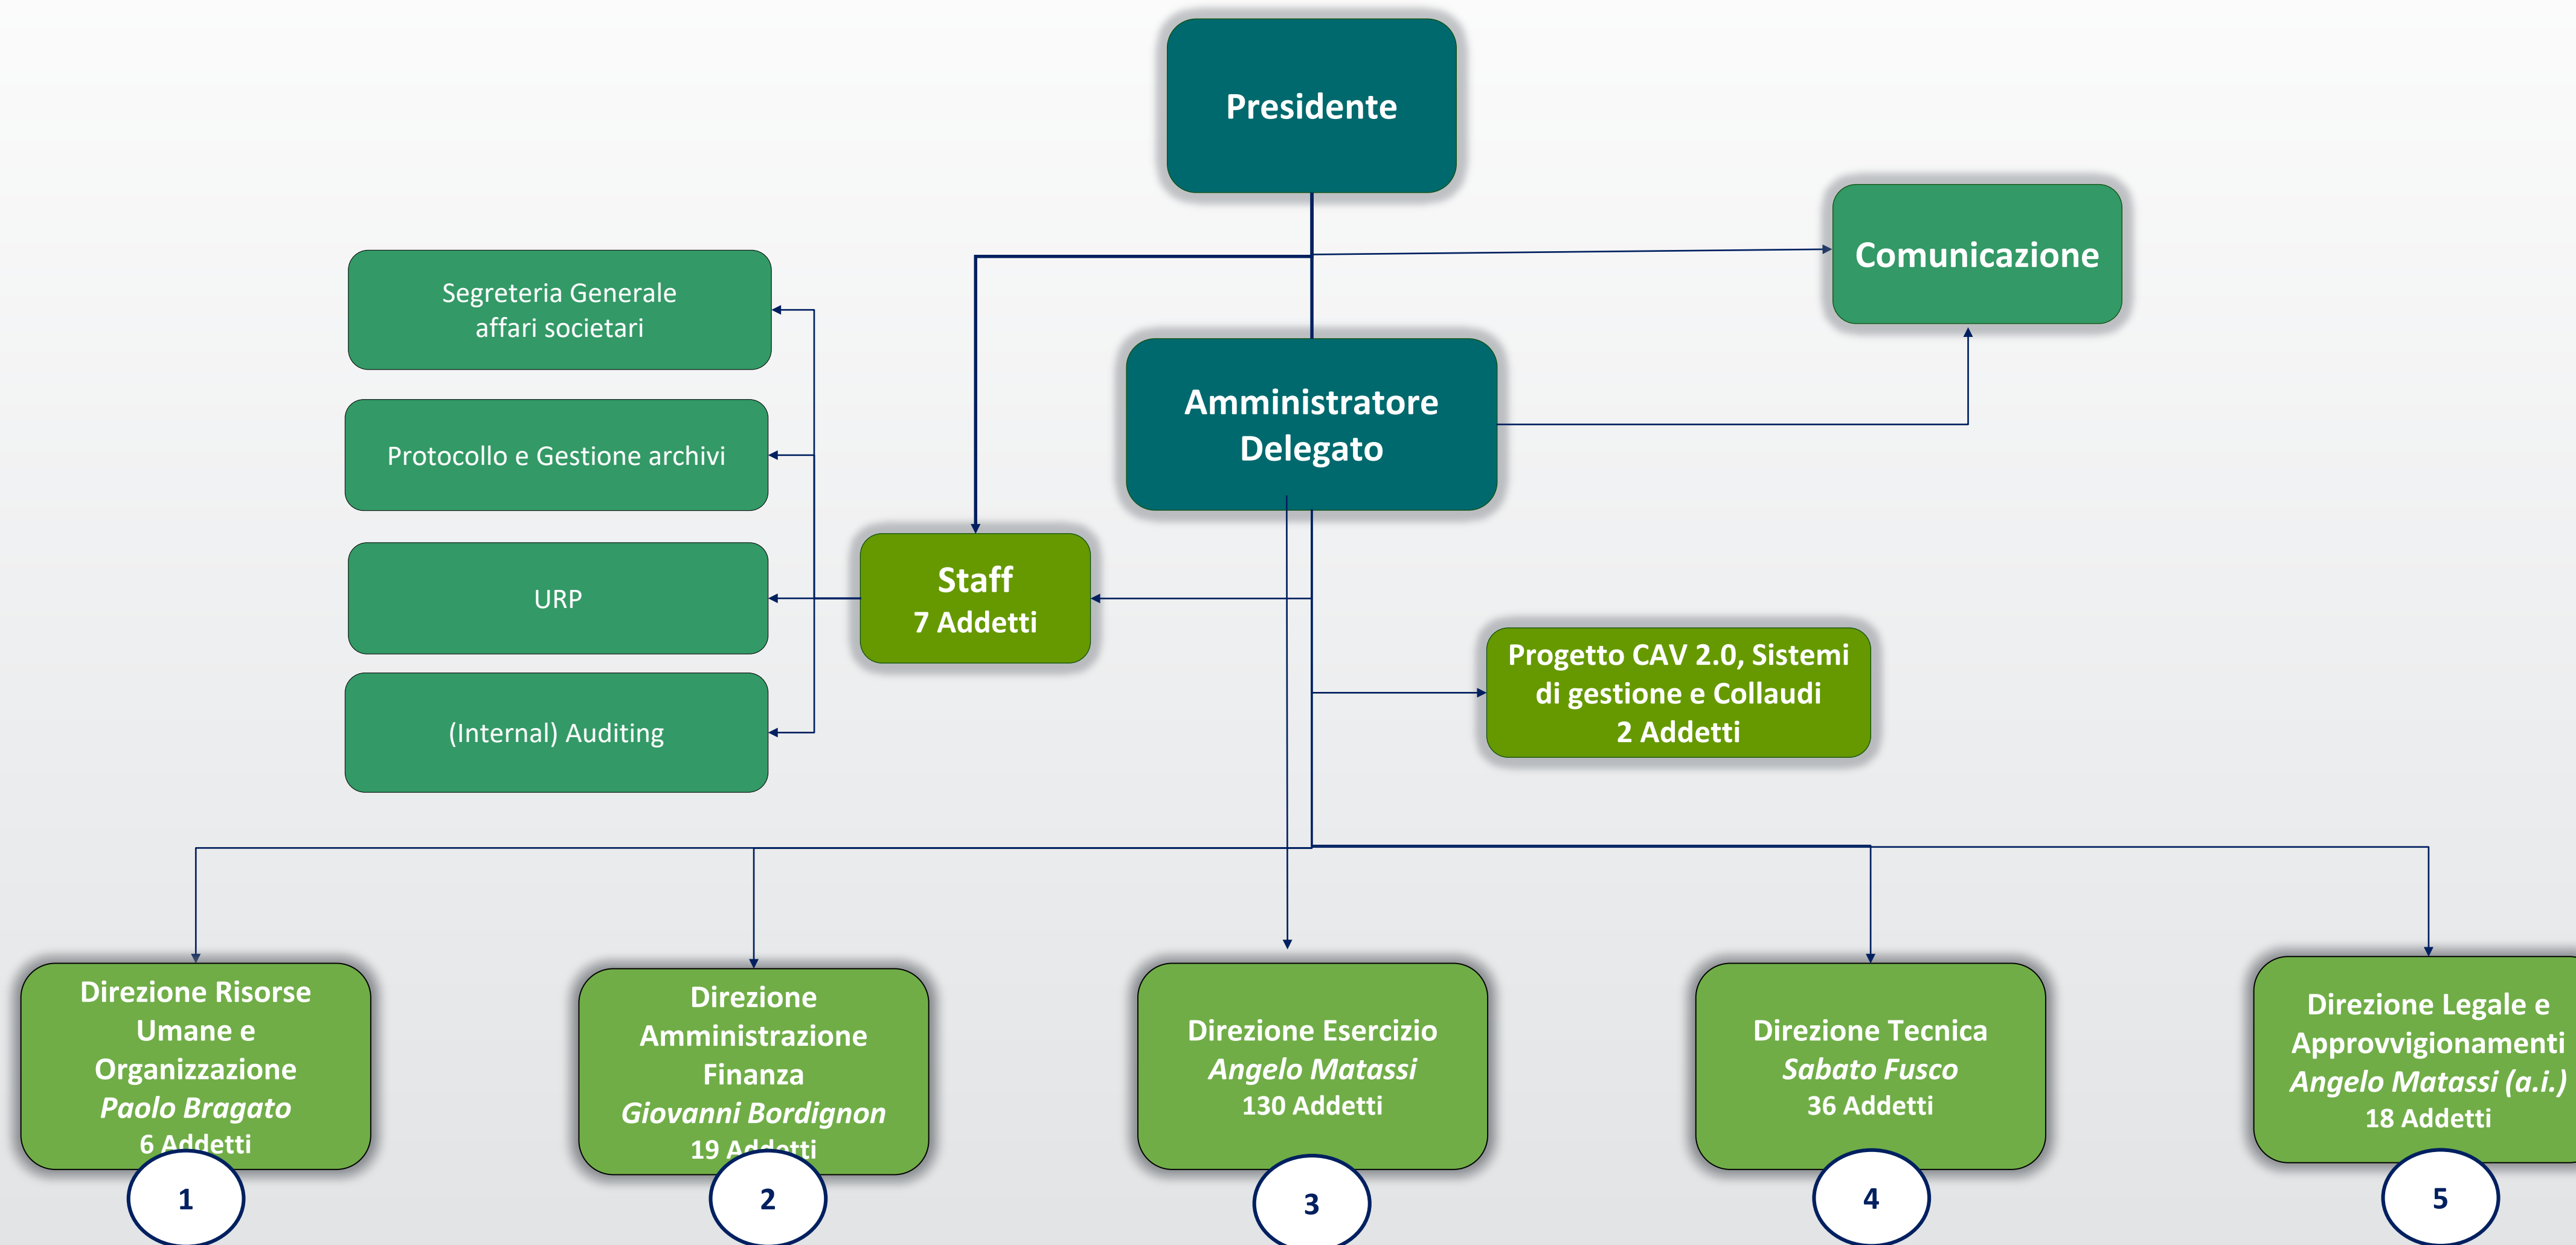 Presidente
Comunicazione
Segreteria Generale
affari societari
Amministratore
Delegato
Protocollo e Gestione archivi
Staff
7 Addetti
URP
Progetto CAV 2.0, Sistemi
di gestione e Collaudi
2 Addetti
(Internal) Auditing
Direzione Risorse
Umane e
Organizzazione
Paolo Bragato
6 Addetti
1
Direzione
Amministrazione
Finanza
Giovanni Bordignon
19 Addetti
2
Direzione Esercizio
Angelo Matassi
130 Addetti
3
Direzione Tecnica
Sabato Fusco
36 Addetti
4
Direzione Legale e
Approvvigionamenti
Angelo Matassi (a.i.)
18 Addetti
5